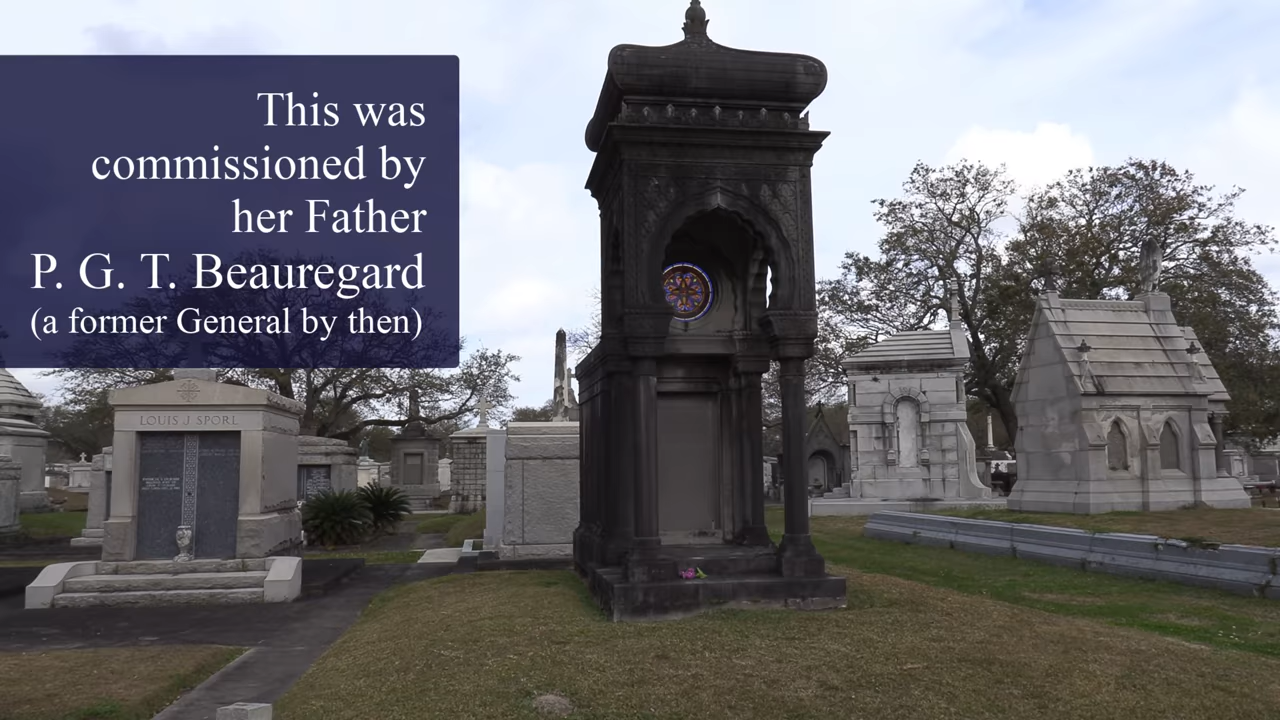 This was
commissioned by
her Father
P. G. T. Beauregard
(a former General by then)
LOUIS J SPORL